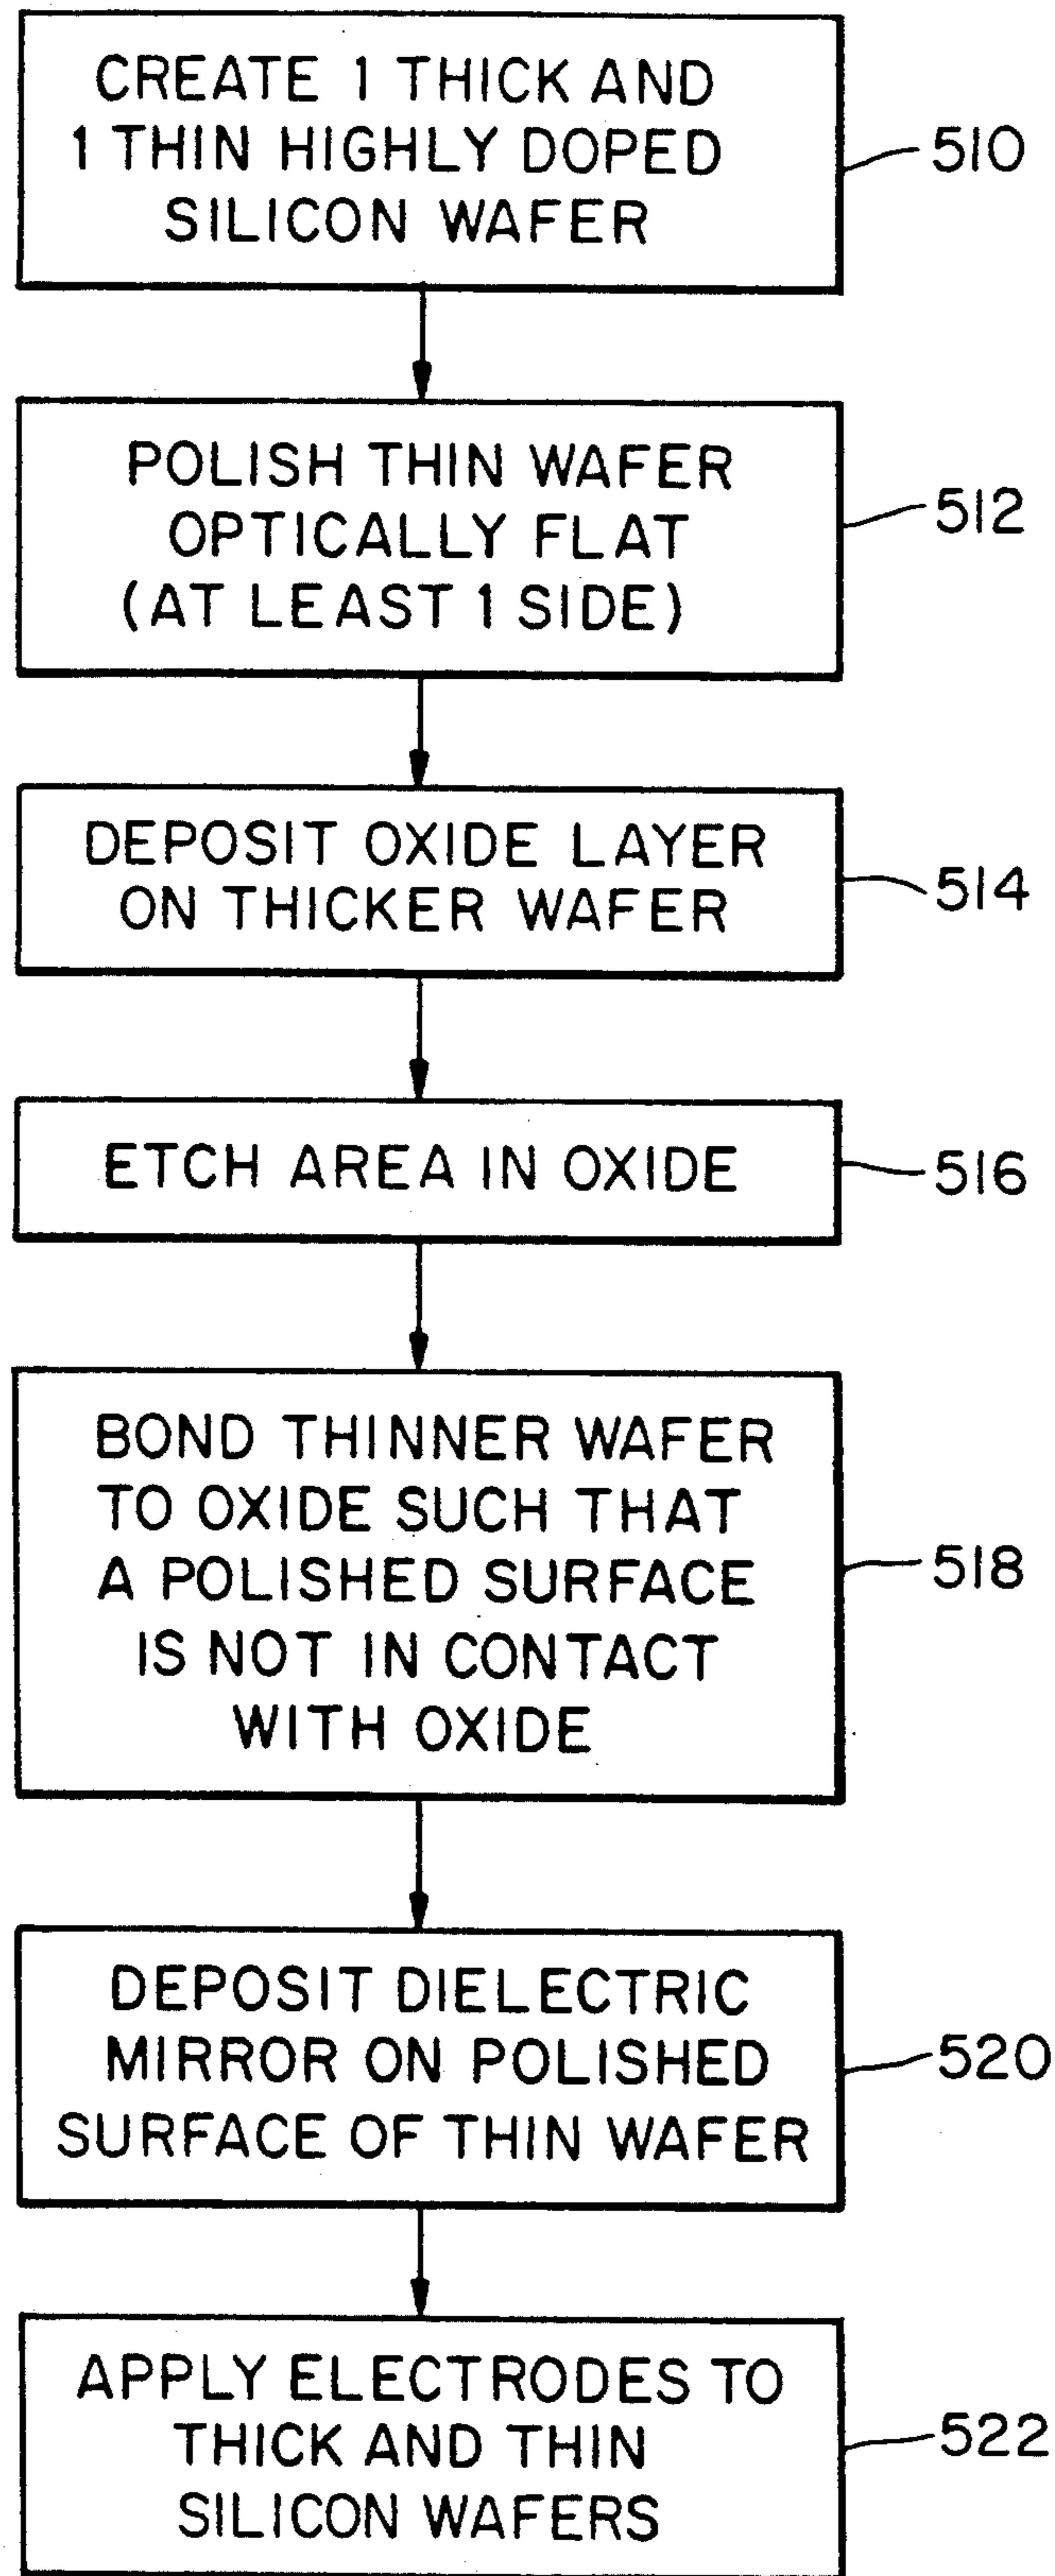 CREATE 1 THICK AND
1 THIN HIGHLY DOPED
SILICON WAFER
510
POLISH THIN WAFER
OPTICALLY FLAT
(AT LEAST 1 SIDE)
512
DEPOSIT OXIDE LAYER
ON THICKER WAFER
514
ETCH AREA IN OXIDE
516
BOND THINNER WAFER
TO OXIDE SUCH THAT
A POLISHED SURFACE
IS NOT IN CONTACT
WITH OXIDE
518
DEPOSIT DIELECTRIC
MIRROR ON POLISHED
SURFACE OF THIN WAFER
520
APPLY ELECTRODES TO
THICK AND THIN
SILICON WAFERS
522